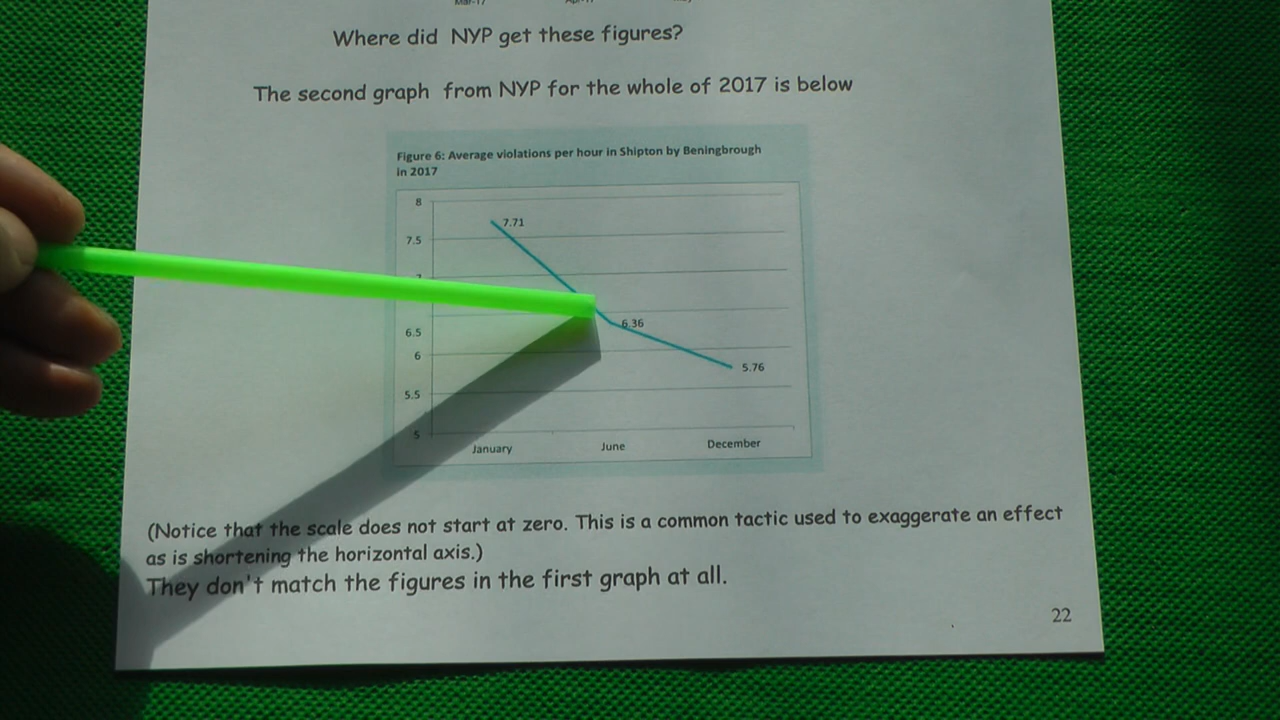 Where did NYP get these figures?
The second graph from NYP for the whole of 2017 is below
Figure 6: Average violations per hour in Shipton by Beningbrough
in 2017
8
7.71
7.5
6.5
6.36
6
5.76
5.5
5
January June December
(Notice that the scale does not start at zero. This is a common tactic used to exaggerate an effect
as is shortening the horizontal axis.)
They don't match the figures in the first graph at all.
22